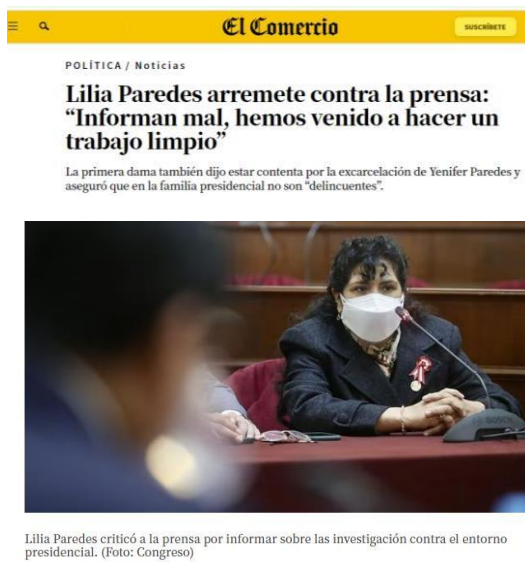 El Comercio
SUSCRÍBETE
POLÍTICA / Noticias
Lilia Paredes arremete contra la prensa:
“Informan mal, hemos venido a hacer un
trabajo limpio”
La primera dama también dijo estar contenta por la excarcelación de Yenifer Paredes y
aseguró que en la familia presidencial no son “delincuentes”.
BOSCH
Lilia Paredes criticó a la prensa por informar sobre las investigación contra el entorno
presidencial. (Foto: Congreso)